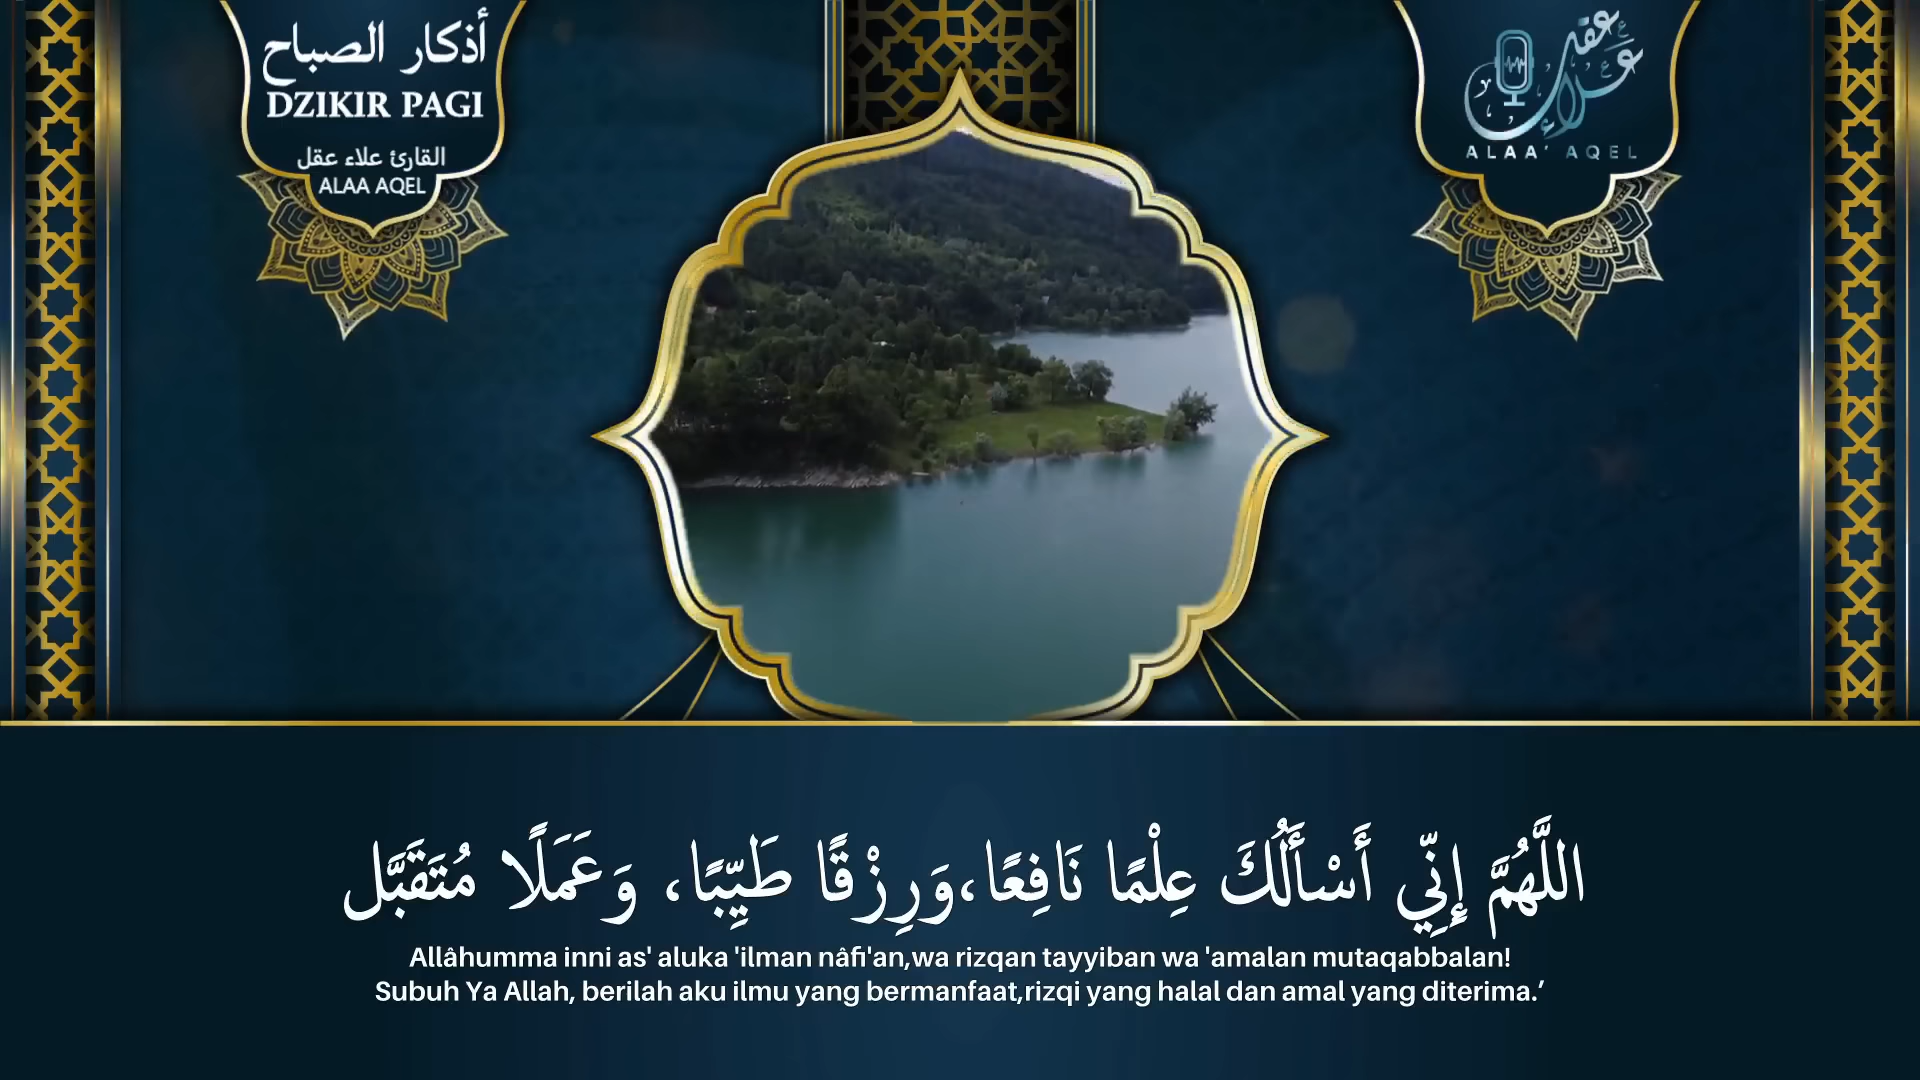 أذكار الصباح
DZIKIR PAGI
القارئ علاء عقل
ALAA AQEL
علاء عقل
ALAA' AQEL
اللَّهُمَّ إِنِّي أَسْأَلُكَ عِلْمًا نَافِعًا،وَرِزْقًا طَيِّبًا، وَعَمَلًا مُتَقَبَّل
Allâhumma inni as' aluka 'ilman nâfi'an,wa rizqan tayyiban wa 'amalan mutaqabbalan!
Subuh Ya Allah, berilah aku ilmu yang bermanfaat,rizqi yang halal dan amal yang diterima.’